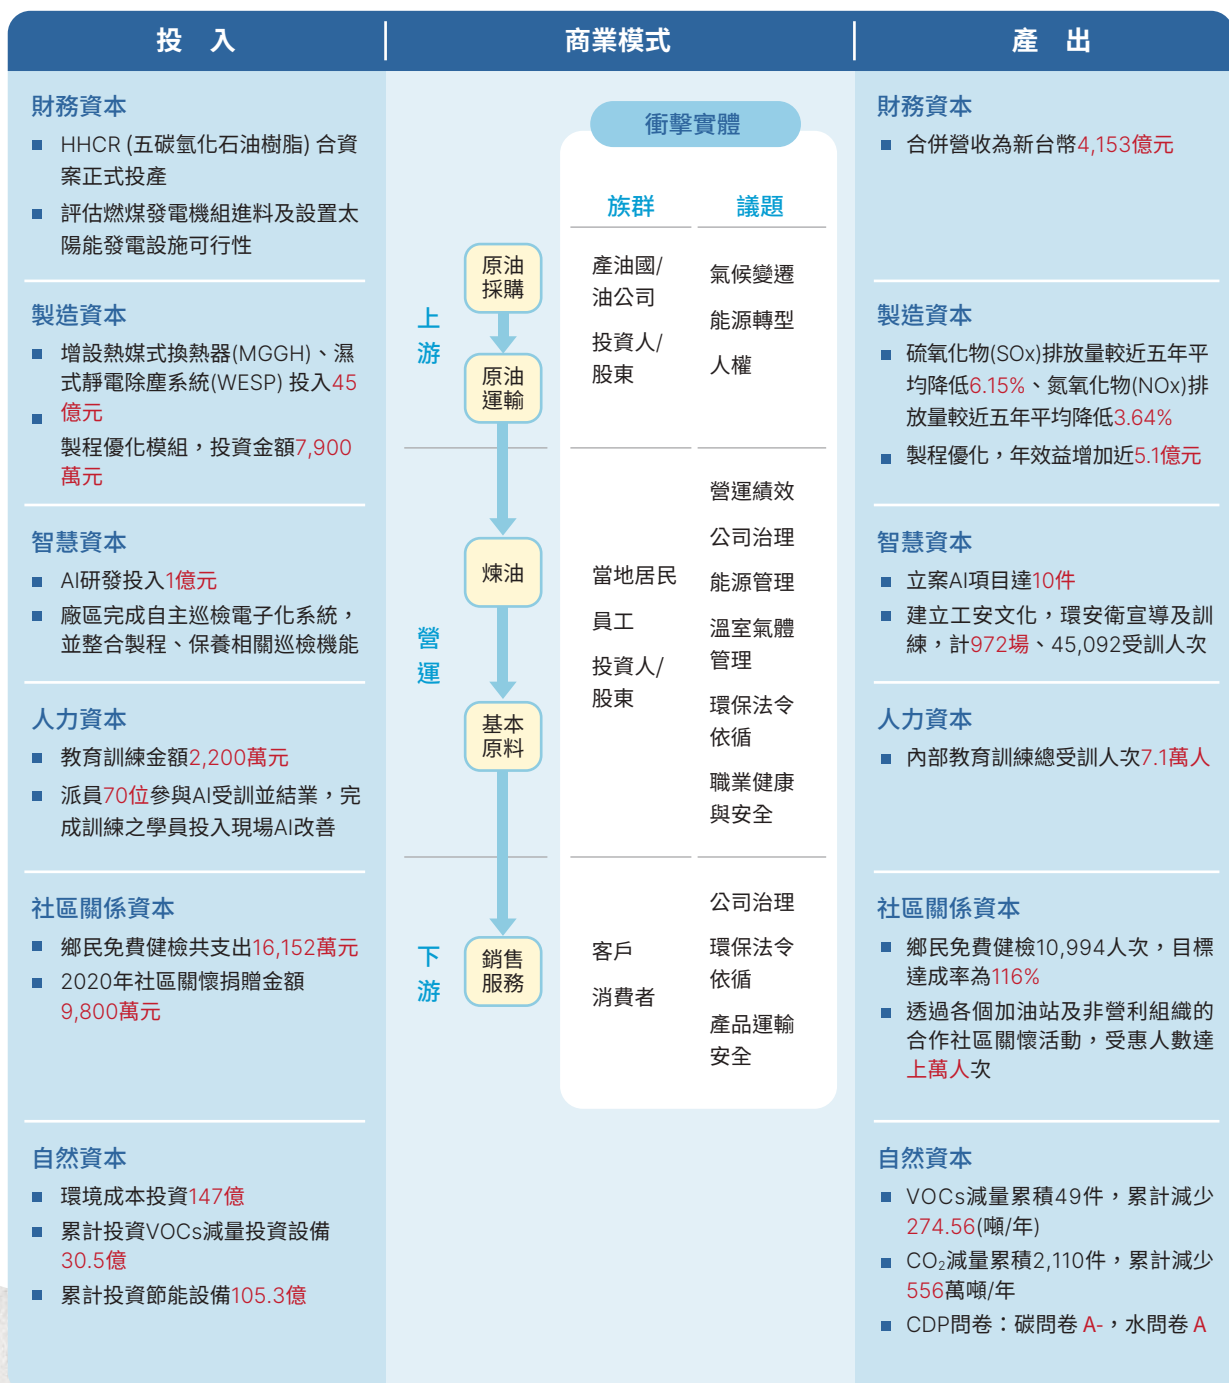 投 入
財務資本
HHCR (五碳氫化石油樹脂) 合資
案正式投產
評估燃煤發電機組進料及設置太
陽能發電設施可行性
製造資本
增設熱媒式換熱器(MGGH)、濕
式靜電除塵系統(WESP) 投入45
億元
製程優化模組，投資金額7,900
萬元
智慧資本
AI研發投入1億元
廠區完成自主巡檢電子化系統，
並整合製程、保養相關巡檢機能
人力資本
教育訓練金額2,200萬元
派員70位參與AI受訓並結業，完
成訓練之學員投入現場AI改善
社區關係資本
鄉民免費健檢共支出16,152萬元
2020年社區關懷捐贈金額
9,800萬元
自然資本
環境成本投資147億
累計投資VOCs減量投資設備
30.5億
累計投資節能設備105.3億
商業模式
衝擊實體
族群
議題
上
游
原油
採購
原油
運輸
產油國/
油公司
投資人/
股東
氣候變遷
能源轉型
人權
營
運
煉油
基本
原料
當地居民
員工
投資人/
股東
營運績效
公司治理
能源管理
溫室氣體
管理
環保法令
依循
職業健康
與安全
下
游
銷售
服務
客戶
消費者
公司治理
環保法令
依循
產品運輸
安全
產 出
財務資本
合併營收為新台幣4,153億元
製造資本
硫氧化物(SOx)排放量較近五年平
均降低6.15%、氮氧化物(NOx)排
放量較近五年平均降低3.64%
製程優化，年效益增加近5.1億元
智慧資本
立案AI項目達10件
建立工安文化，環安衛宣導及訓
練，計972場、45,092受訓人次
人力資本
內部教育訓練總受訓人次7.1萬人
社區關係資本
鄉民免費健檢10,994人次，目標
達成率為116%
透過各個加油站及非營利組織的
合作社區關懷活動，受惠人數達
上萬人次
自然資本
VOCs減量累積49件，累計減少
274.56(噸/年)
CO₂減量累積2,110件，累計減少
556萬噸/年
CDP問卷：碳問卷 A-，水問卷 A